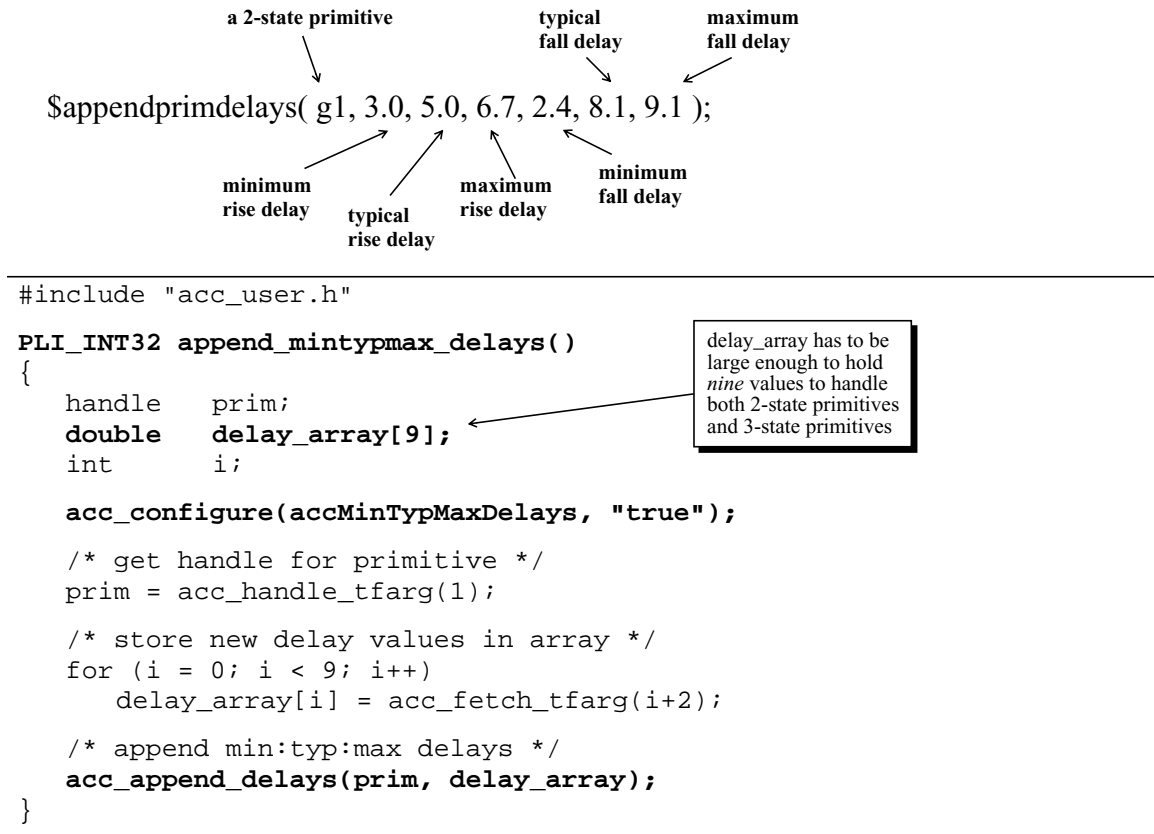 a 2-state primitive
typical
fall delay
maximum
fall delay
$appendprimdelays( g1, 3.0, 5.0, 6.7, 2.4, 8.1, 9.1 );
minimum
rise delay
typical
rise delay
maximum
rise delay
minimum
fall delay
#include "acc_user.h"
PLI_INT32 append_mintypmax_delays()
{
handle prim;
double delay_array[9];
int i;
delay_array has to be
large enough to hold
nine values to handle
both 2-state primitives
and 3-state primitives
acc_configure(accMinTypMaxDelays, "true");
/* get handle for primitive */
prim = acc_handle_tfarg(1);
/* store new delay values in array */
for (i = 0; i < 9; i++)
delay_array[i] = acc_fetch_tfarg(i+2);
/* append min:typ:max delays */
acc_append_delays(prim, delay_array);
}